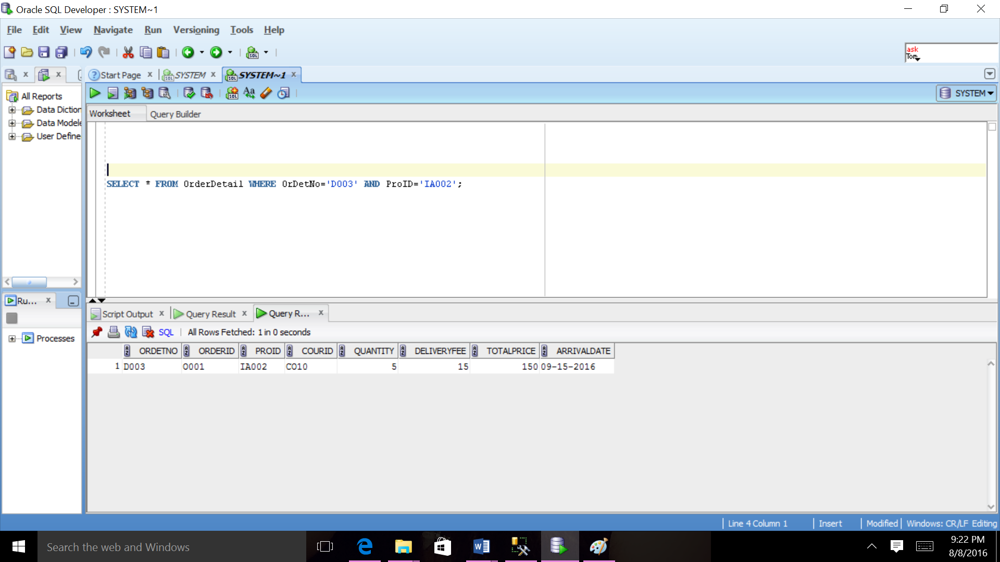 Oracle SQL Developer : SYSTEM~1
File Edit View Navigate Run Versioning Tools Help
ask
Tom
Start Page x SYSTEM x SYSTEM~1 x
All Reports
SYSTEM
Data Diction
Worksheet Query Builder
Data Modele
User Define
SELECT * FROM OrderDetail WHERE OrDetNo='D003' AND ProID='IA002';
Ru... x
Script Output x Query Result x Query R... x
SQL All Rows Fetched: 1 in 0 seconds
Processes
ORDETNO ORDERID PROID COURID QUANTITY DELIVERYFEE TOTALPRICE ARRIVALDATE
1 D003 O001 IA002 CO10 5 15 150 09-15-2016
Line 4 Column 1 Insert Modified Windows: CR/LF Editing
Search the web and Windows
9:22 PM
8/8/2016